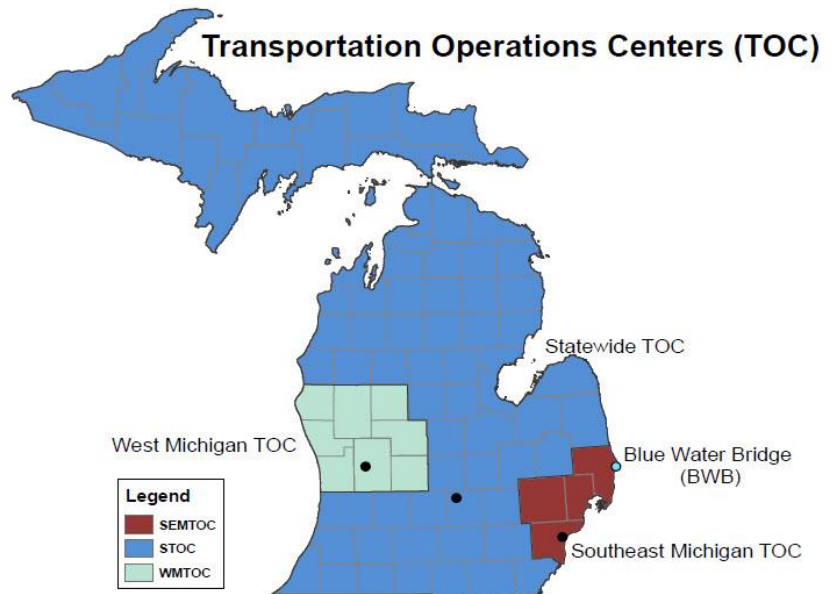 Transportation Operations Centers (TOC)
Statewide TOC
West Michigan TOC
Blue Water Bridge
(BWB)
Legend
SEMTOC
STOC
WMTOC
Southeast Michigan TOC